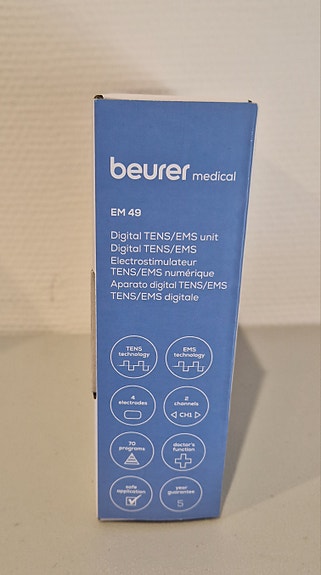 beurer medical
EM 49
Digital TENS/EMS unit
Digital TENS/EMS
Electrostimulateur
TENS/EMS numérique
Aparato digital TENS/EMS
TENS/EMS digitale
TENS
technology
EMS
technology
4
electrodes
2
channels
CH1
70
programs
doctor's
function
safe
application
year
guarantee
5